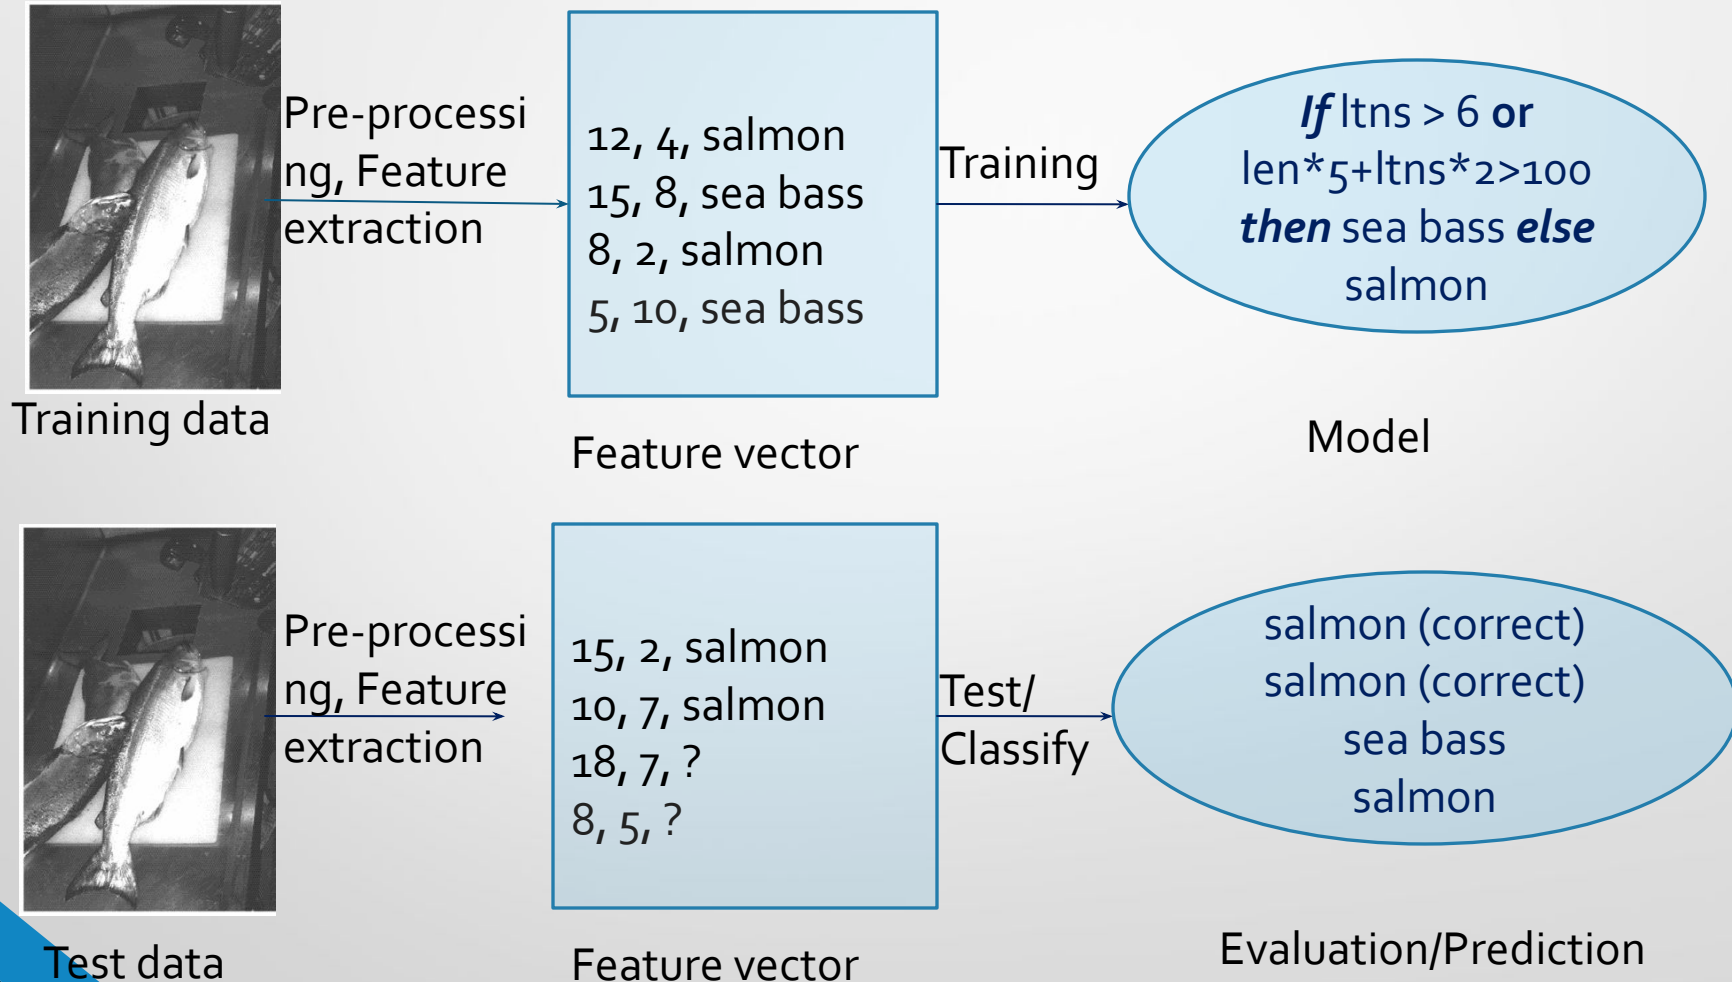 Pre-processi
ng, Feature
extraction
12, 4, salmon
15, 8, sea bass
8, 2, salmon
5, 10, sea bass
Training
If ltns > 6 or
len*5+ltns*2>100
then sea bass else
salmon
Training data
Feature vector
Model
Pre-processi
ng, Feature
extraction
15, 2, salmon
10, 7, salmon
18, 7, ?
8, 5, ?
Test/
Classify
salmon (correct)
salmon (correct)
sea bass
salmon
Test data
Feature vector
Evaluation/Prediction